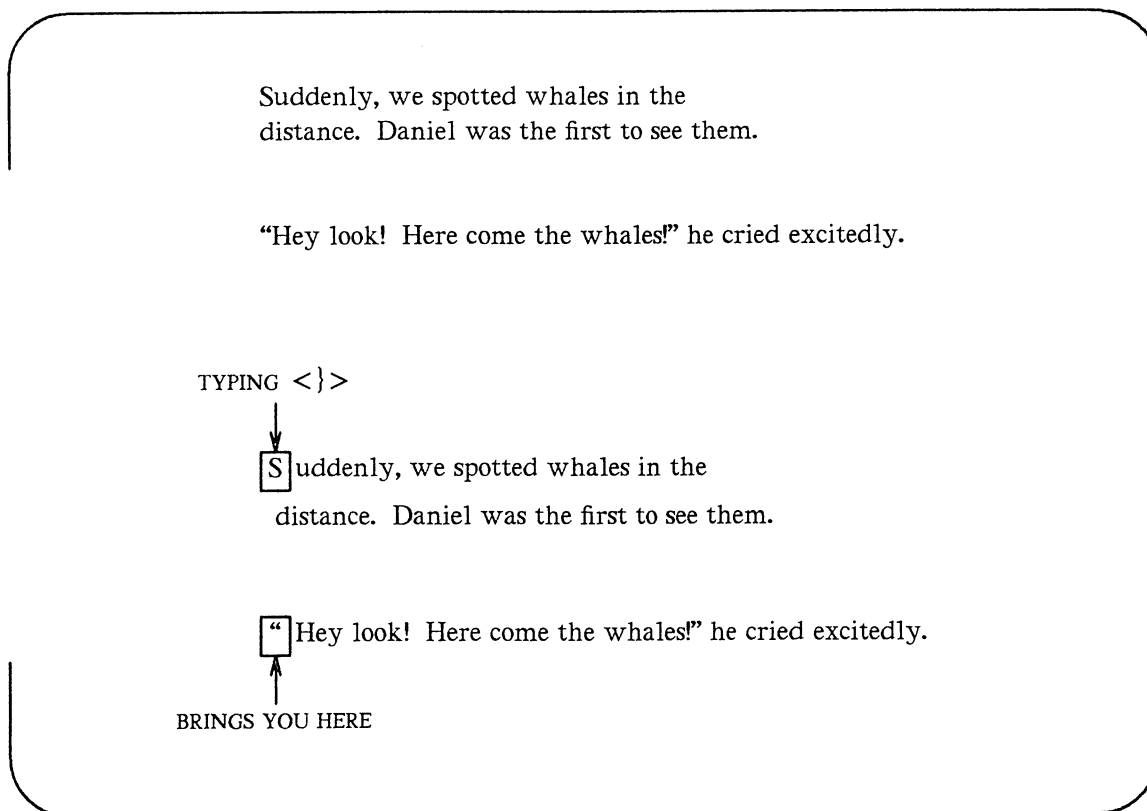 Suddenly, we spotted whales in the
distance.  Daniel was the first to see them.
“Hey look!  Here come the whales!” he cried excitedly.
TYPING <}>
Suddenly, we spotted whales in the
distance.  Daniel was the first to see them.
“Hey look!  Here come the whales!” he cried excitedly.
BRINGS YOU HERE